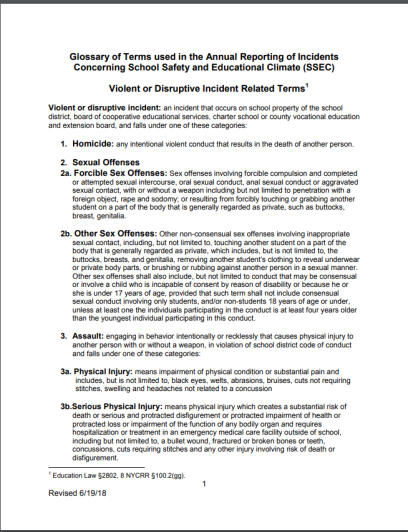 Glossary of Terms used in the Annual Reporting of Incidents
Concerning School Safety and Educational Climate (SSEC)
Violent or Disruptive Incident Related Terms1
Violent or disruptive incident: an incident that occurs on school property of the school
district, board of cooperative educational services, charter school or county vocational education
and extension board, and falls under one of these categories:
1. Homicide: any intentional violent conduct that results in the death of another person.
2. Sexual Offenses
2a. Forcible Sex Offenses: Sex offenses involving forcible compulsion and completed
or attempted sexual intercourse, oral sexual conduct, anal sexual conduct or aggravated
sexual contact, with or without a weapon including but not limited to penetration with a
foreign object, rape and sodomy; or resulting from forcibly touching or grabbing another
student on a part of the body that is generally regarded as private, such as buttocks,
breast, genitalia.
2b. Other Sex Offenses: Other non-consensual sex offenses involving inappropriate
sexual contact, including, but not limited to, touching another student on a part of the
body that is generally regarded as private, which includes, but is not limited to, the
buttocks, breasts, and genitalia, removing another student's clothing to reveal underwear
or private body parts, or brushing or rubbing against another person in a sexual manner.
Other sex offenses shall also include, but not limited to conduct that may be consensual
or involve a child who is incapable of consent by reason of disability or because he or
she is under 17 years of age, provided that such term shall not include consensual
sexual conduct involving only students, and/or non-students 18 years of age or under,
unless at least one the individuals participating in the conduct is at least four years older
than the youngest individual participating in this conduct.
3. Assault: engaging in behavior intentionally or recklessly that causes physical injury to
another person with or without a weapon, in violation of school district code of conduct
and falls under one of these categories:
3a. Physical Injury: means impairment of physical condition or substantial pain and
includes, but is not limited to, black eyes, welts, abrasions, bruises, cuts not requiring
stitches, swelling and headaches not related to a concussion
3b.Serious Physical Injury: means physical injury which creates a substantial risk of
death or serious and protracted disfigurement or protracted impairment of health or
protracted loss or impairment of the function of any bodily organ and requires
hospitalization or treatment in an emergency medical care facility outside of school,
including but not limited to, a bullet wound, fractured or broken bones or teeth,
concussions, cuts requiring stitches and any other injury involving risk of death or
disfigurement.
1 Education Law §2802, 8 NYCRR §100.2(gg).
1
Revised 6/19/18